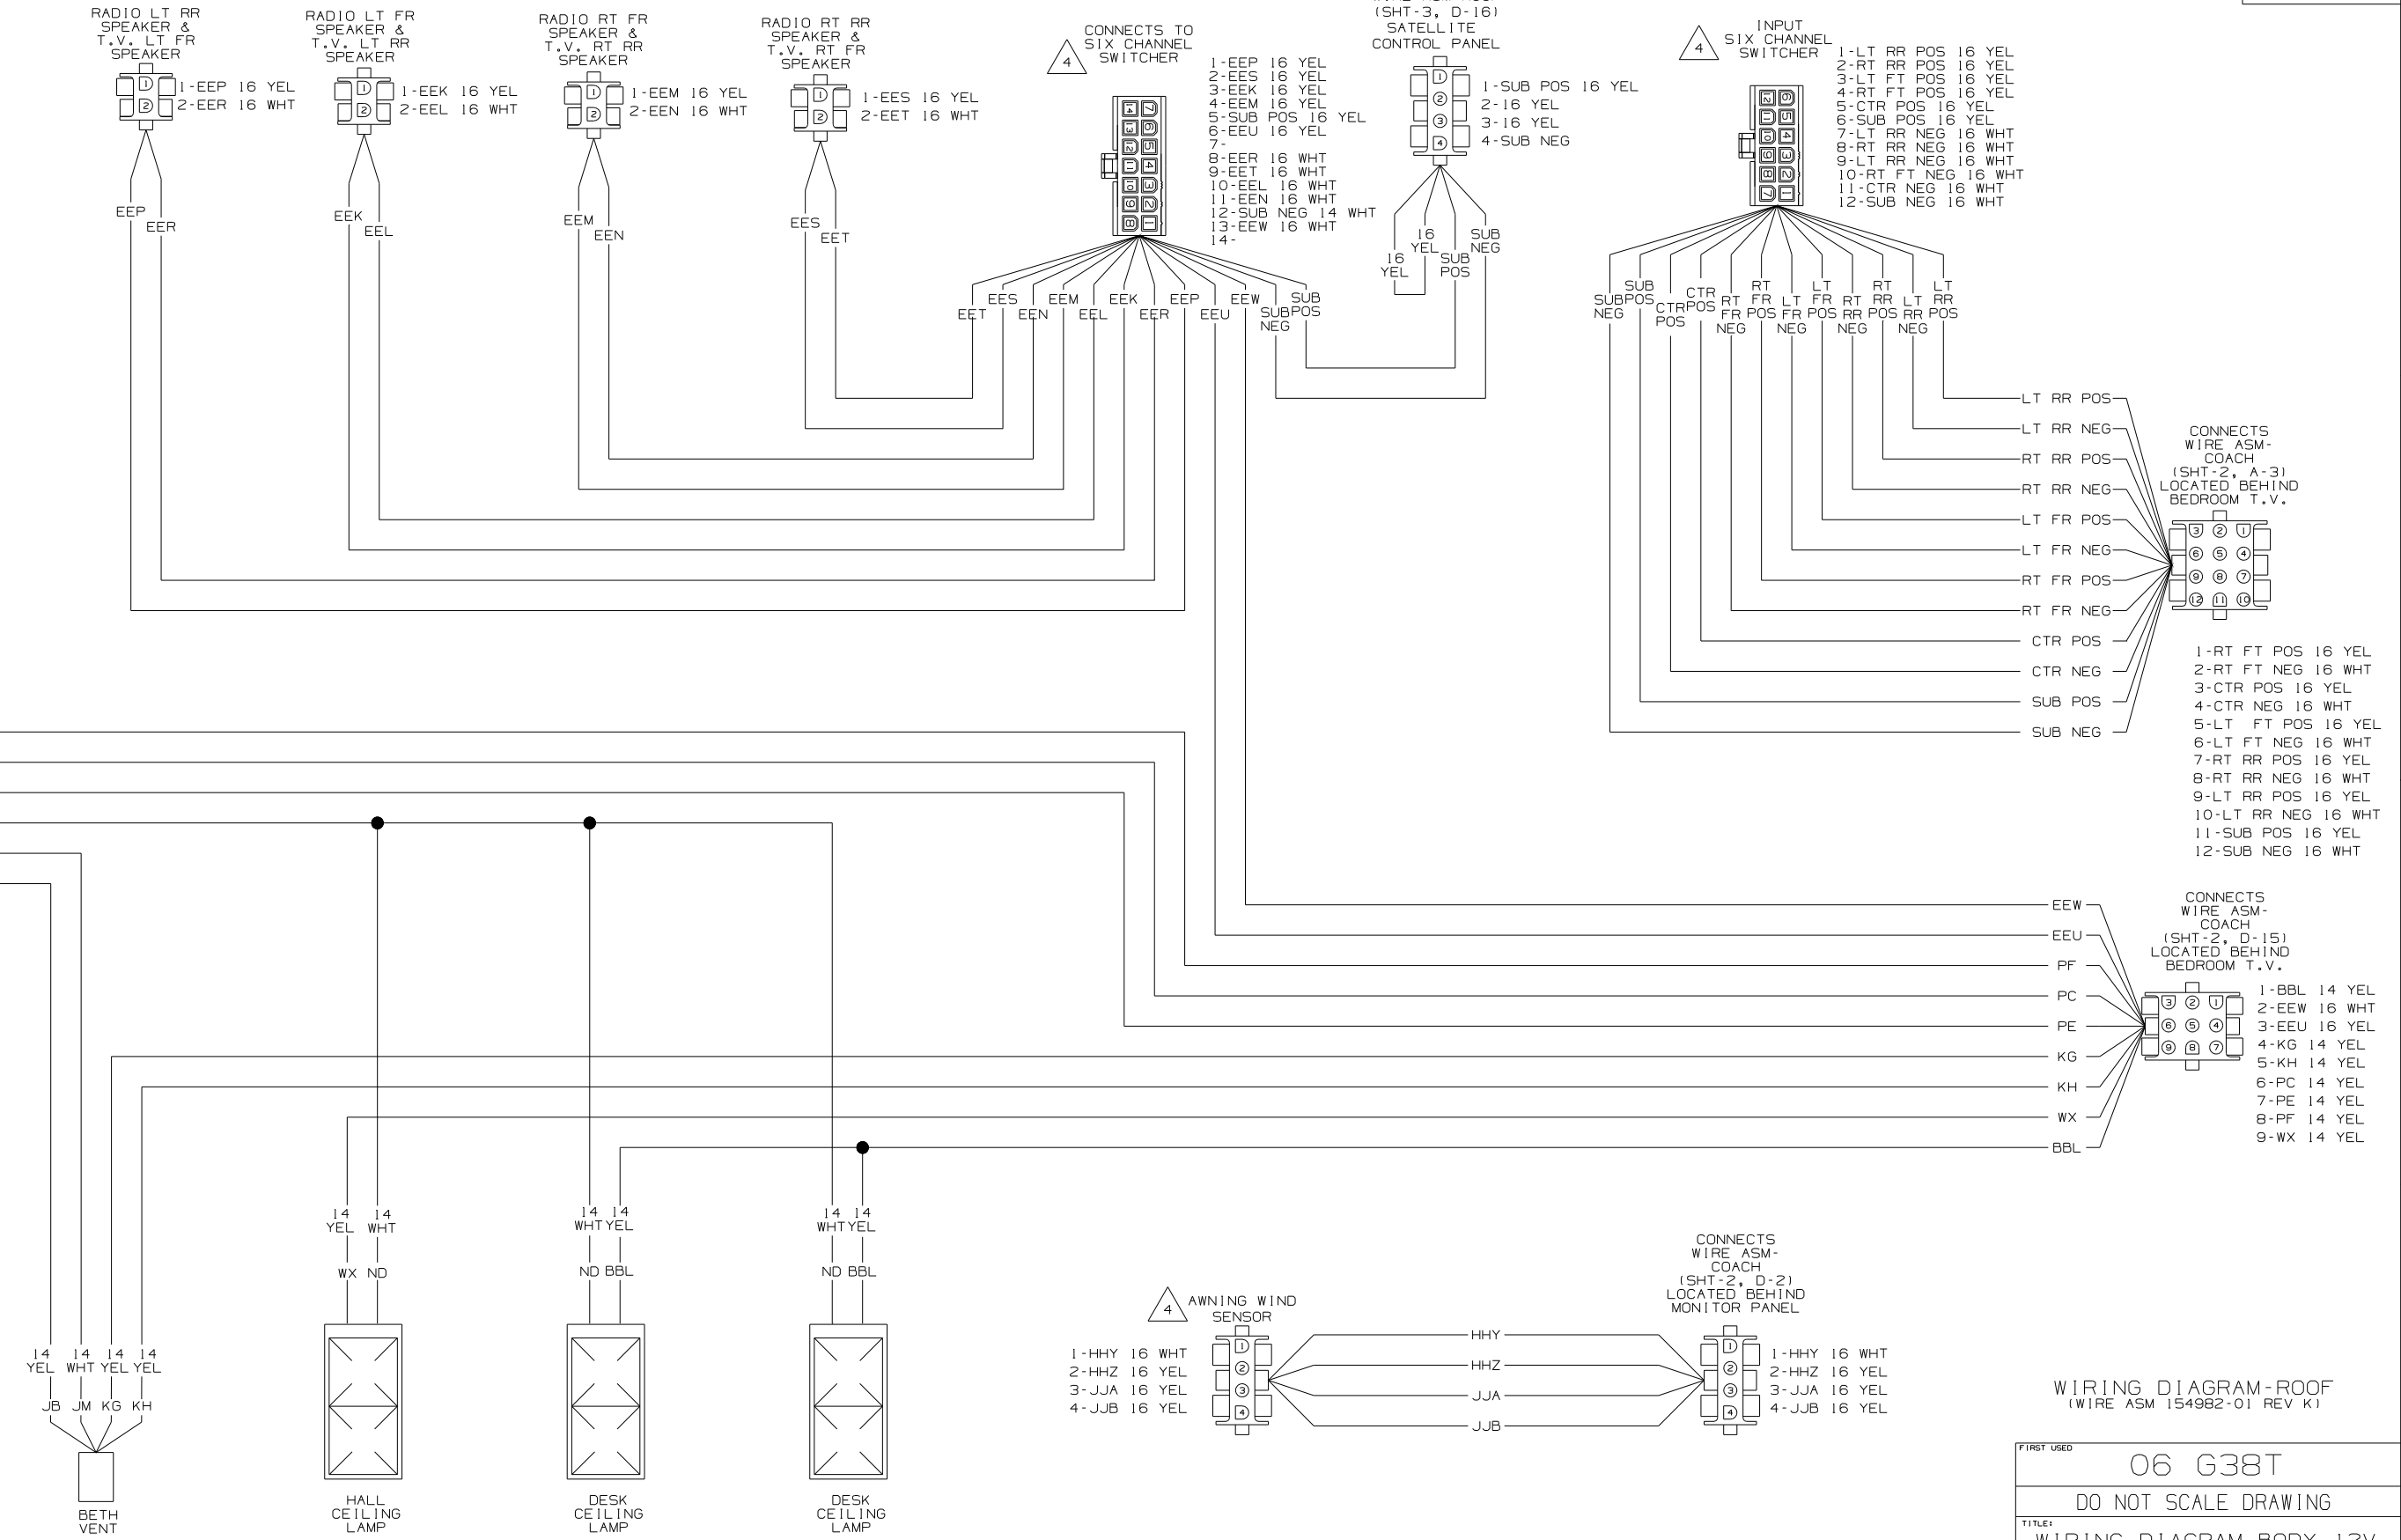 RADIO LT RR
SPEAKER &
T.V. LT FR
SPEAKER
1-EEP 16 YEL
2-EER 16 WHT
EEP
EER
RADIO LT FR
SPEAKER &
T.V. LT RR
SPEAKER
1-EEK 16 YEL
2-EEL 16 WHT
EEK
EEL
RADIO RT FR
SPEAKER &
T.V. RT RR
SPEAKER
1-EEM 16 YEL
2-EEN 16 WHT
EEM
EEN
RADIO RT RR
SPEAKER &
T.V. RT FR
SPEAKER
1-EES 16 YEL
2-EET 16 WHT
EES
EET
4
CONNECTS TO
SIX CHANNEL
SWITCHER
1-EEP 16 YEL
2-EES 16 YEL
3-EEK 16 YEL
4-EEM 16 YEL
5-SUB POS 16 YEL
6-EEU 16 YEL
7-
8-EER 16 WHT
9-EET 16 WHT
10-EEL 16 WHT
11-EEN 16 WHT
12-SUB NEG 14 WHT
13-EEW 16 WHT
14-
EET
EES
EEN
EEM
EEL
EEK
EER
EEP
EEU
EEW
SUB
NEG
SUB
POS
(SHT-3, D-16)
SATELLITE
CONTROL PANEL
1-SUB POS 16 YEL
2-16 YEL
3-16 YEL
4-SUB NEG
16
YEL
16
YEL
SUB
POS
SUB
NEG
4
INPUT
SIX CHANNEL
SWITCHER
1-LT RR POS 16 YEL
2-RT RR POS 16 YEL
3-LT FT POS 16 YEL
4-RT FT POS 16 YEL
5-CTR POS 16 YEL
6-SUB POS 16 YEL
7-LT RR NEG 16 WHT
8-RT RR NEG 16 WHT
9-LT RR NEG 16 WHT
10-RT FT NEG 16 WHT
11-CTR NEG 16 WHT
12-SUB NEG 16 WHT
SUB
NEG
SUB
POS
CTR
POS
CTR
POS
RT
FR
NEG
RT
FR
POS
LT
FR
NEG
LT
FR
POS
RT
RR
NEG
RT
RR
POS
LT
RR
NEG
LT
RR
POS
LT RR POS
LT RR NEG
RT RR POS
RT RR NEG
LT FR POS
LT FR NEG
RT FR POS
RT FR NEG
CTR POS
CTR NEG
SUB POS
SUB NEG
CONNECTS
WIRE ASM-
COACH
(SHT-2, A-3)
LOCATED BEHIND
BEDROOM T.V.
3 2 1
6 5 4
9 8 7
12 11 10
1-RT FT POS 16 YEL
2-RT FT NEG 16 WHT
3-CTR POS 16 YEL
4-CTR NEG 16 WHT
5-LT FT POS 16 YEL
6-LT FT NEG 16 WHT
7-RT RR POS 16 YEL
8-RT RR NEG 16 WHT
9-LT RR POS 16 YEL
10-LT RR NEG 16 WHT
11-SUB POS 16 YEL
12-SUB NEG 16 WHT
EEW
EEU
PF
PC
PE
KG
KH
WX
BBL
CONNECTS
WIRE ASM-
COACH
(SHT-2, D-15)
LOCATED BEHIND
BEDROOM T.V.
3 2 1
6 5 4
9 8 7
1-BBL 14 YEL
2-EEW 16 WHT
3-EEU 16 YEL
4-KG 14 YEL
5-KH 14 YEL
6-PC 14 YEL
7-PE 14 YEL
8-PF 14 YEL
9-WX 14 YEL
14 14 14 14
YEL WHT YEL YEL
JB JM KG KH
BETH
VENT
14 14
YEL WHT
WX ND
HALL
CEILING
LAMP
14 14
WHT YEL
ND BBL
DESK
CEILING
LAMP
14 14
WHT YEL
ND BBL
DESK
CEILING
LAMP
4
AWNING WIND
SENSOR
1-HHY 16 WHT
2-HHZ 16 YEL
3-JJA 16 YEL
4-JJB 16 YEL
HHY
HHZ
JJA
JJB
CONNECTS
WIRE ASM-
COACH
(SHT-2, D-2)
LOCATED BEHIND
MONITOR PANEL
1-HHY 16 WHT
2-HHZ 16 YEL
3-JJA 16 YEL
4-JJB 16 YEL
WIRING DIAGRAM-ROOF
(WIRE ASM 154982-01 REV K)
FIRST USED
06 G38T
DO NOT SCALE DRAWING
TITLE:
WIRING DIAGRAM BODY 12V